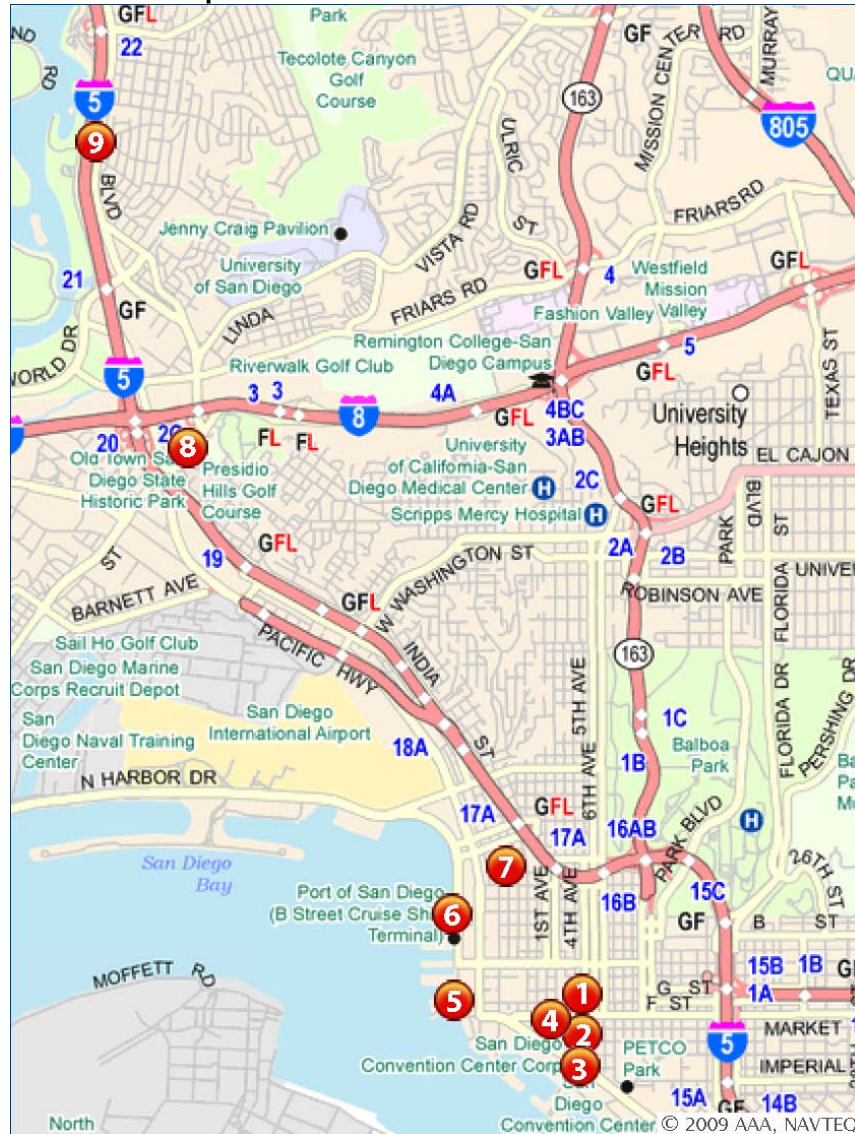 Park
GFL
22
ND
RD
Tecolote Canyon
Golf
Course
GF
MISSION CENTER RD
MURRAY
QU
163
805
5
9
BLVD
ULRIC
ST
Jenny Craig Pavilion
FRIARS RD
VISTA RD
University
of San Diego
LINDA
FRIARS RD
GFL
4
Westfield
Mission
Valley
GFL
Fashion Valley
21
GF
WORLD DR
Remington College-San
Diego Campus
Riverwalk Golf Club
5
GFL
TEXAS ST
5
3
3
8
4A
GFL
4BC
3AB
University
Heights
20
8
FL
FL
Old Town
Diego State
Historic Park
Presidio
Hills Golf
Course
University
of California-San
Diego Medical Center
H
Scripps Mercy Hospital
H
2C
EL CAJON
BLVD
GFL
PARK
ST
19
GFL
ST
BARNETT AVE
W WASHINGTON ST
2A
2B
ROBINSON AVE
FLORIDA
GFL
PACIFIC
HWY
INDIA
ST
Sail Ho Golf Club
San Diego Marine
Corps Recruit Depot
163
San
Diego Naval Training
Center
San Diego
International Airport
18A
5TH AVE
6TH AVE
1C
1B
Balboa
Park
FLORIDA DR
PERSHING DR
N HARBOR DR
17A
GFL
17A
16AB
PARK BLVD
H
San Diego
Bay
7
1ST AVE
4TH AVE
16B
15C
26TH ST
Port of San Diego
(B Street Cruise Ship
Terminal)
6
GF
B
ST
MOFFETT RD
15B
1B
1A
G ST
F ST
5
1
4
2
San Diego
Convention Center Corp
3
PETCO
Park
5
MARKET
IMPERIAL
San
Diego
Convention Center
15A
14B
GF
North
© 2009 AAA, NAVTEQ